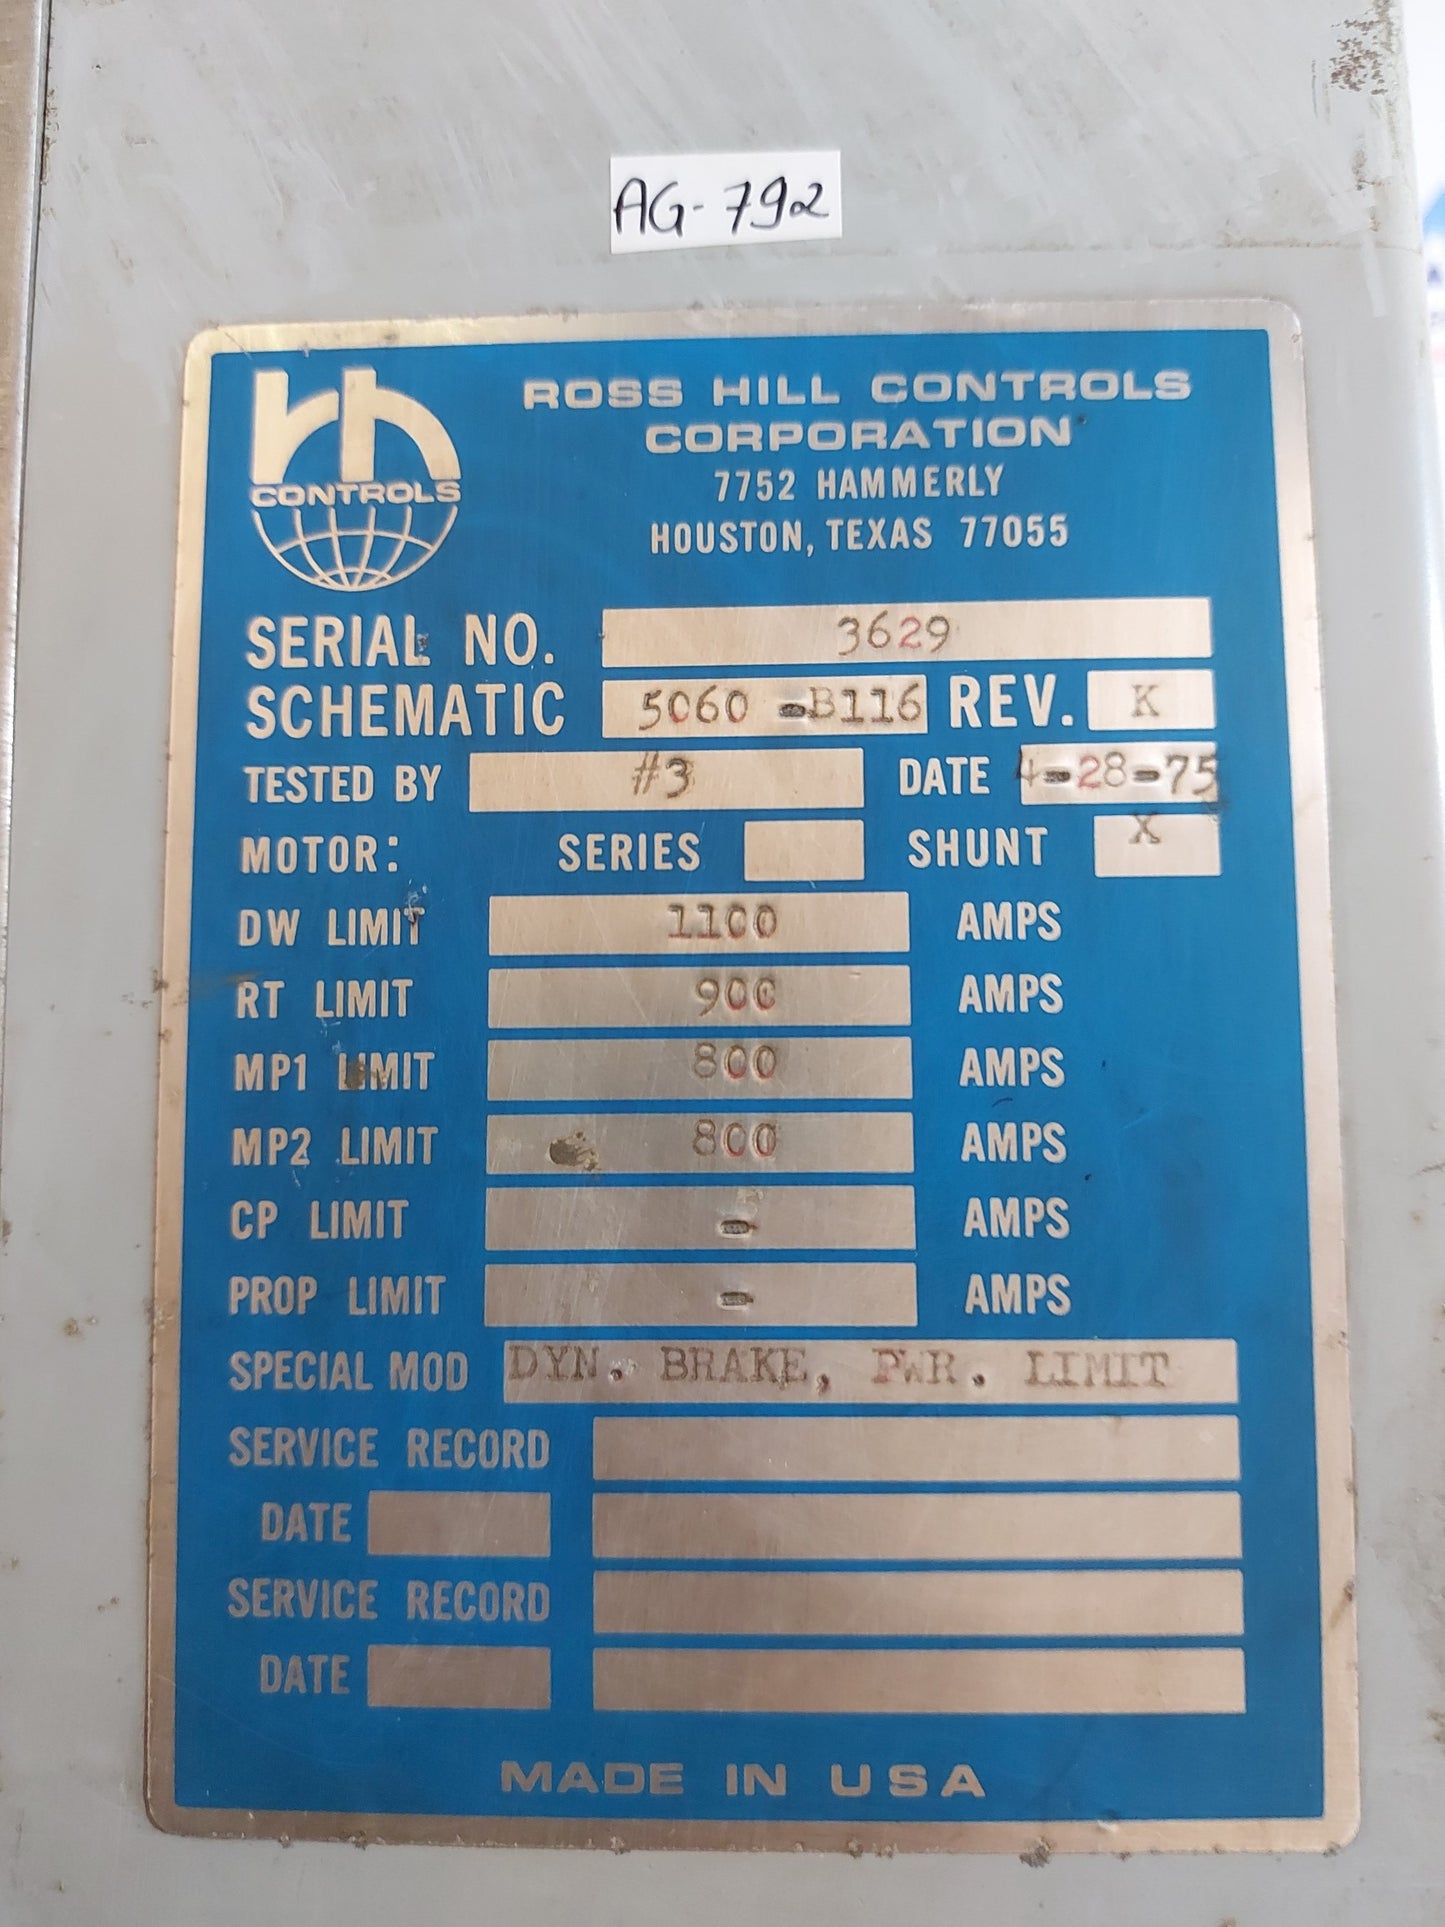 AG-792
rh
CONTROLS
ROSS HILL CONTROLS
CORPORATION
7752 HAMMERLY
HOUSTON, TEXAS 77055
SERIAL NO. 3629
SCHEMATIC 5060 -B116 REV. K
TESTED BY #3 DATE 4-28-75
MOTOR: SERIES SHUNT X
DW LIMIT 1100 AMPS
RT LIMIT 900 AMPS
MP1 LIMIT 800 AMPS
MP2 LIMIT 800 AMPS
CP LIMIT - AMPS
PROP LIMIT - AMPS
SPECIAL MOD DYN. BRAKE, PWR. LIMIT
SERVICE RECORD
DATE
SERVICE RECORD
DATE
MADE IN USA